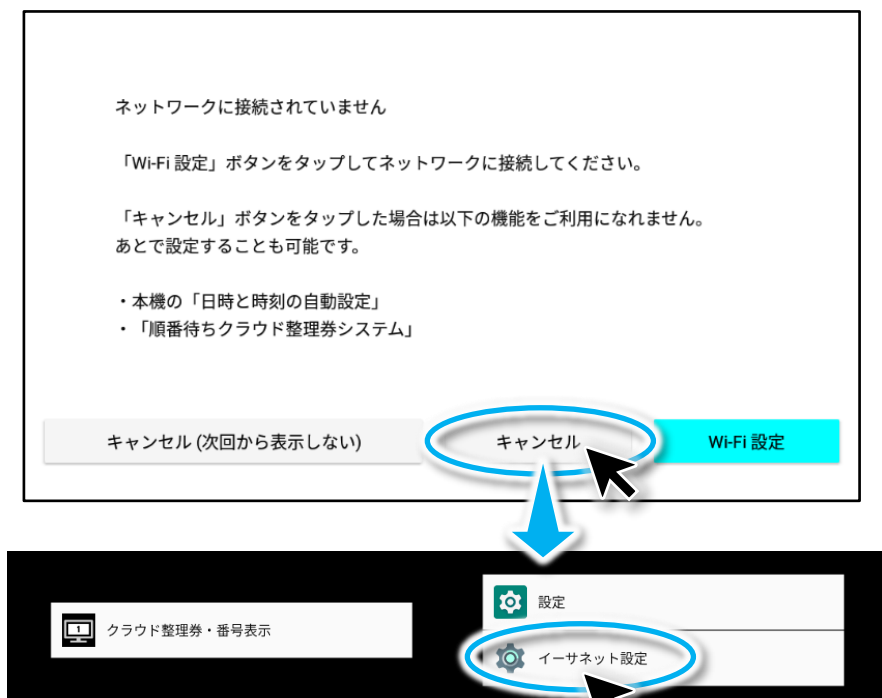 ネットワークに接続されていません
「Wi-Fi 設定」ボタンをタップしてネットワークに接続してください。
「キャンセル」ボタンをタップした場合は以下の機能をご利用になれません。
あとで設定することも可能です。
・本機の「日時と時刻の自動設定」
・「順番待ちクラウド整理券システム」
キャンセル (次回から表示しない)
キャンセル
Wi-Fi 設定
設定
1
クラウド整理券・番号表示
イーサネット設定